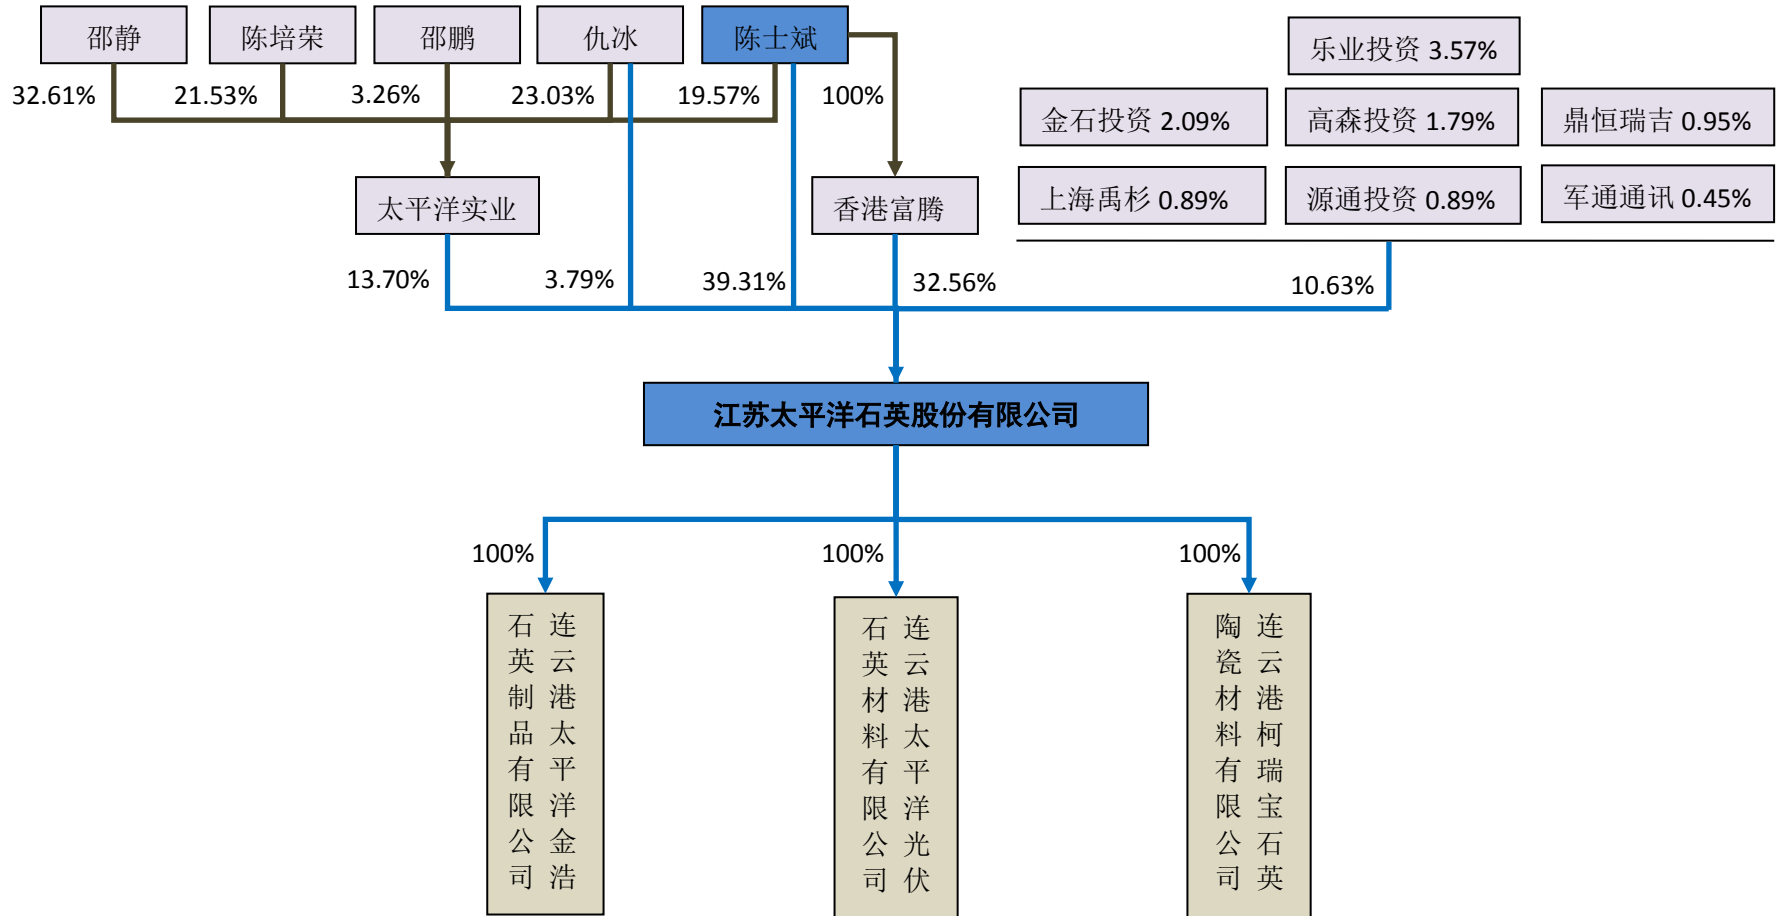 邵静
陈培荣
邵鹏
仇冰
陈士斌
乐业投资 3.57%
32.61%
21.53%
3.26%
23.03%
19.57%
100%
金石投资 2.09%
高森投资 1.79%
鼎恒瑞吉 0.95%
太平洋实业
香港富腾
上海禹杉 0.89%
源通投资 0.89%
军通通讯 0.45%
13.70%
3.79%
39.31%
32.56%
10.63%
江苏太平洋石英股份有限公司
100%
100%
100%
连云港太平洋金浩
石英制品有限公司
连云港太平洋光伏
石英材料有限公司
连云港柯瑞宝石英
陶瓷材料有限公司